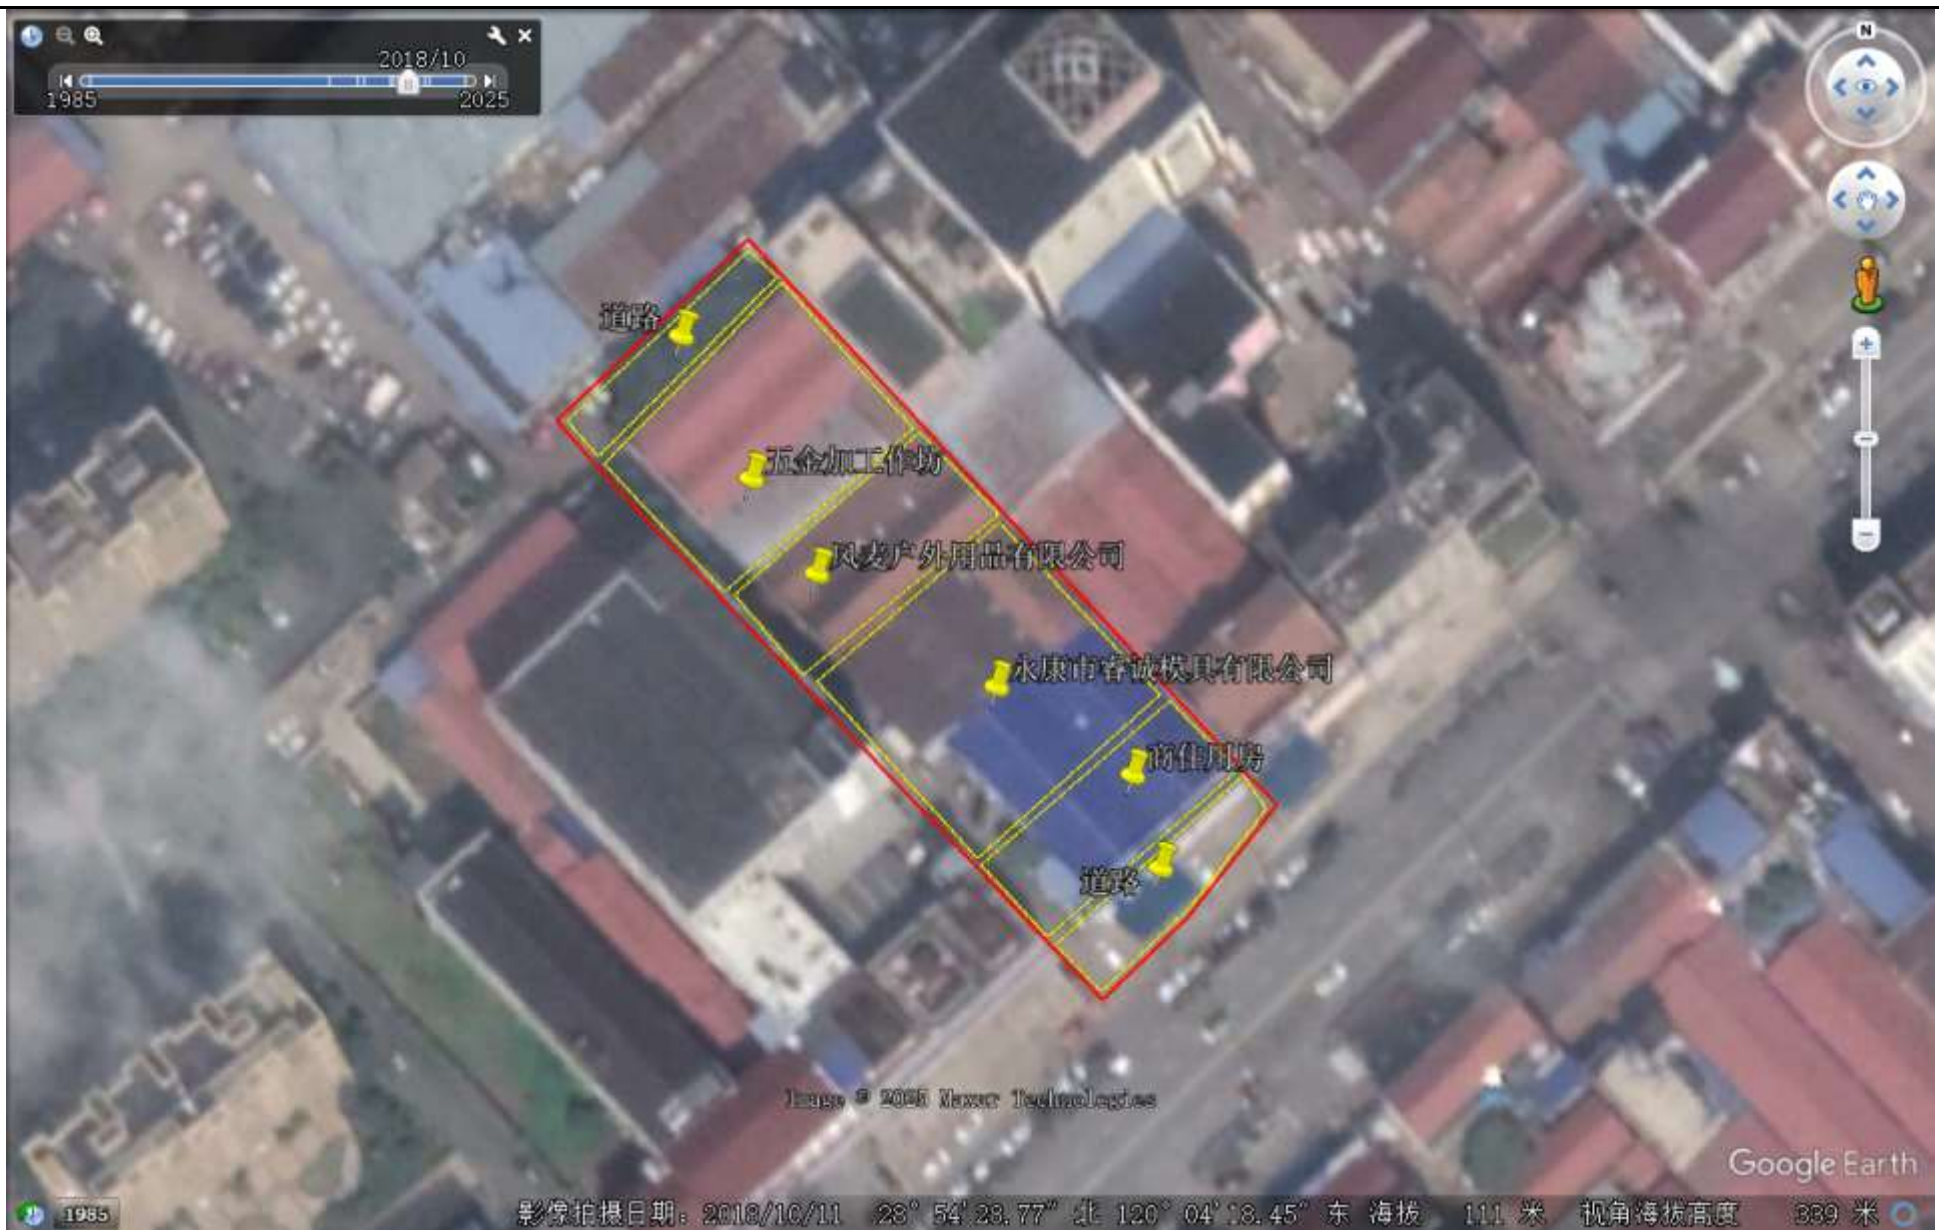 2018/10
1985
2025
N
道路
五金加工作坊
风麦户外用品有限公司
永康市睿诚模具有限公司
商住用房
道路
Image © 2025 Maxar Technologies
Google Earth
1985
影像拍摄日期: 2018/10/11 28°54'28.77" 北 120°04'18.45" 东 海拔 111 米 视角海拔高度 339 米